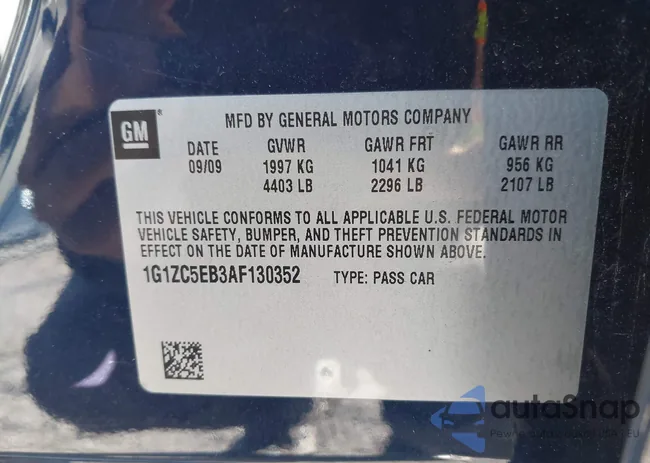 GM
MFD BY GENERAL MOTORS COMPANY
DATE GVWR GAWR FRT GAWR RR
09/09 1997 KG 1041 KG 956 KG
4403 LB 2296 LB 2107 LB
THIS VEHICLE CONFORMS TO ALL APPLICABLE U.S. FEDERAL MOTOR
VEHICLE SAFETY, BUMPER, AND THEFT PREVENTION STANDARDS IN
EFFECT ON THE DATE OF MANUFACTURE SHOWN ABOVE.
1G1ZC5EB3AF130352 TYPE: PASS CAR
autoSnap